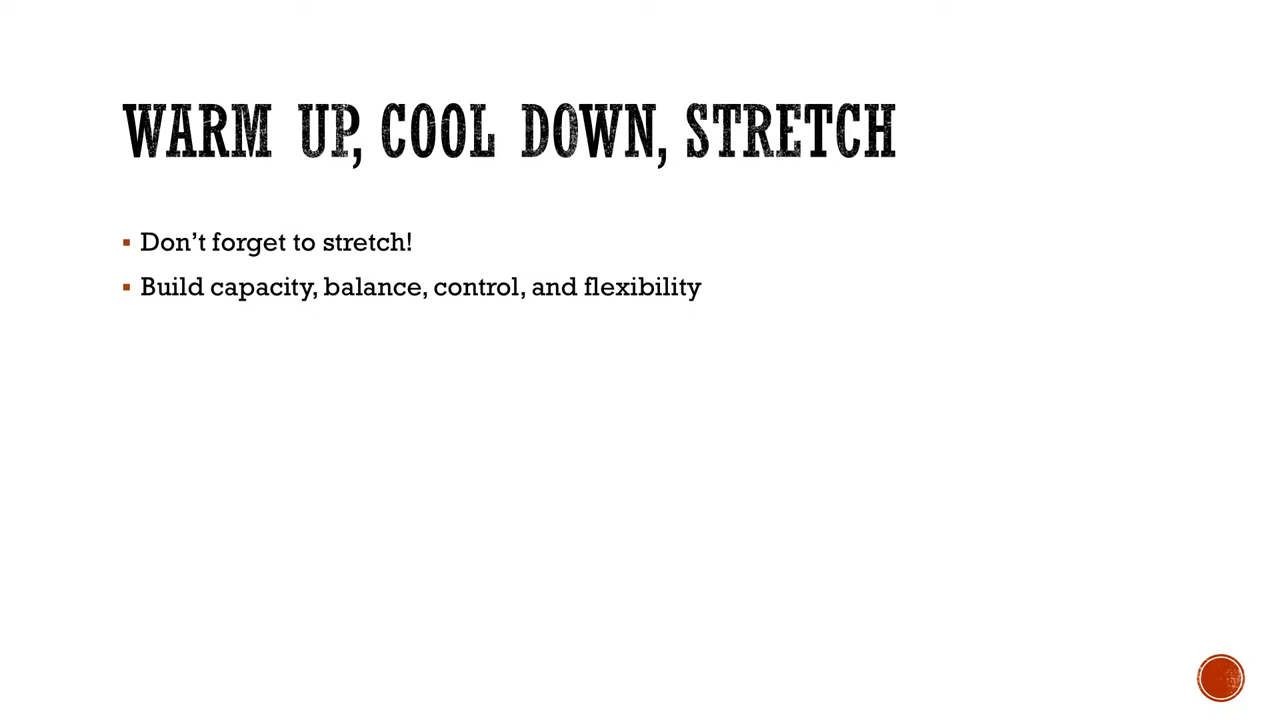 WARM UP, COOL DOWN, STRETCH
Don’t forget to stretch!
Build capacity, balance, control, and flexibility